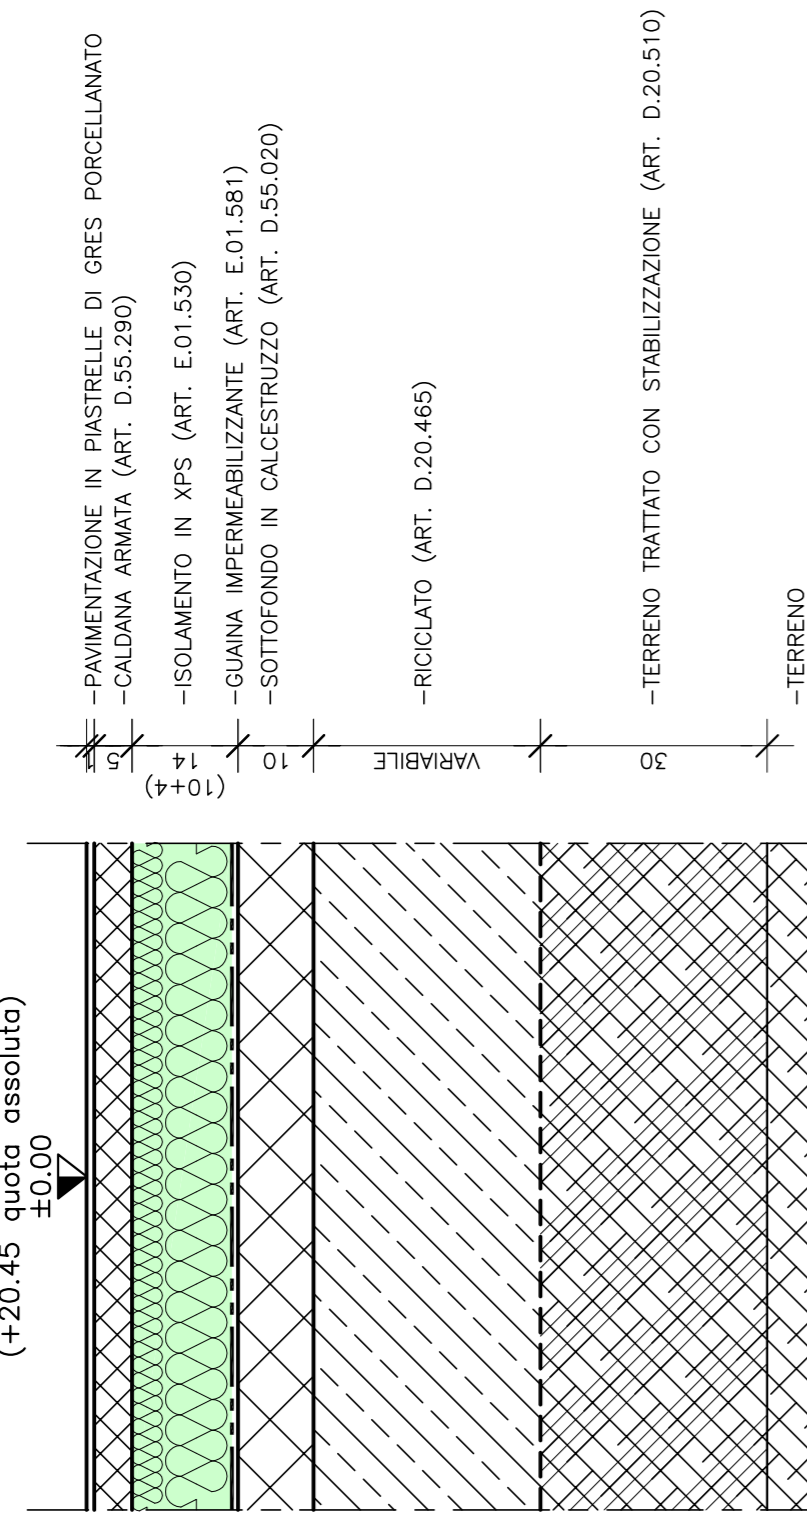 (+20.45 quota assoluta)
±0.00
1
5
14
(10+4)
10
VARIABILE
30
-PAVIMENTAZIONE IN PIASTRELLE DI GRES PORCELLANATO
-CALDANA ARMATA (ART. D.55.290)
-ISOLAMENTO IN XPS (ART. E.01.530)
-GUAINA IMPERMEABILIZZANTE (ART. E.01.581)
-SOTTOFONDO IN CALCESTRUZZO (ART. D.55.020)
-RICICLATO (ART. D.20.465)
-TERRENO TRATTATO CON STABILIZZAZIONE (ART. D.20.510)
-TERRENO